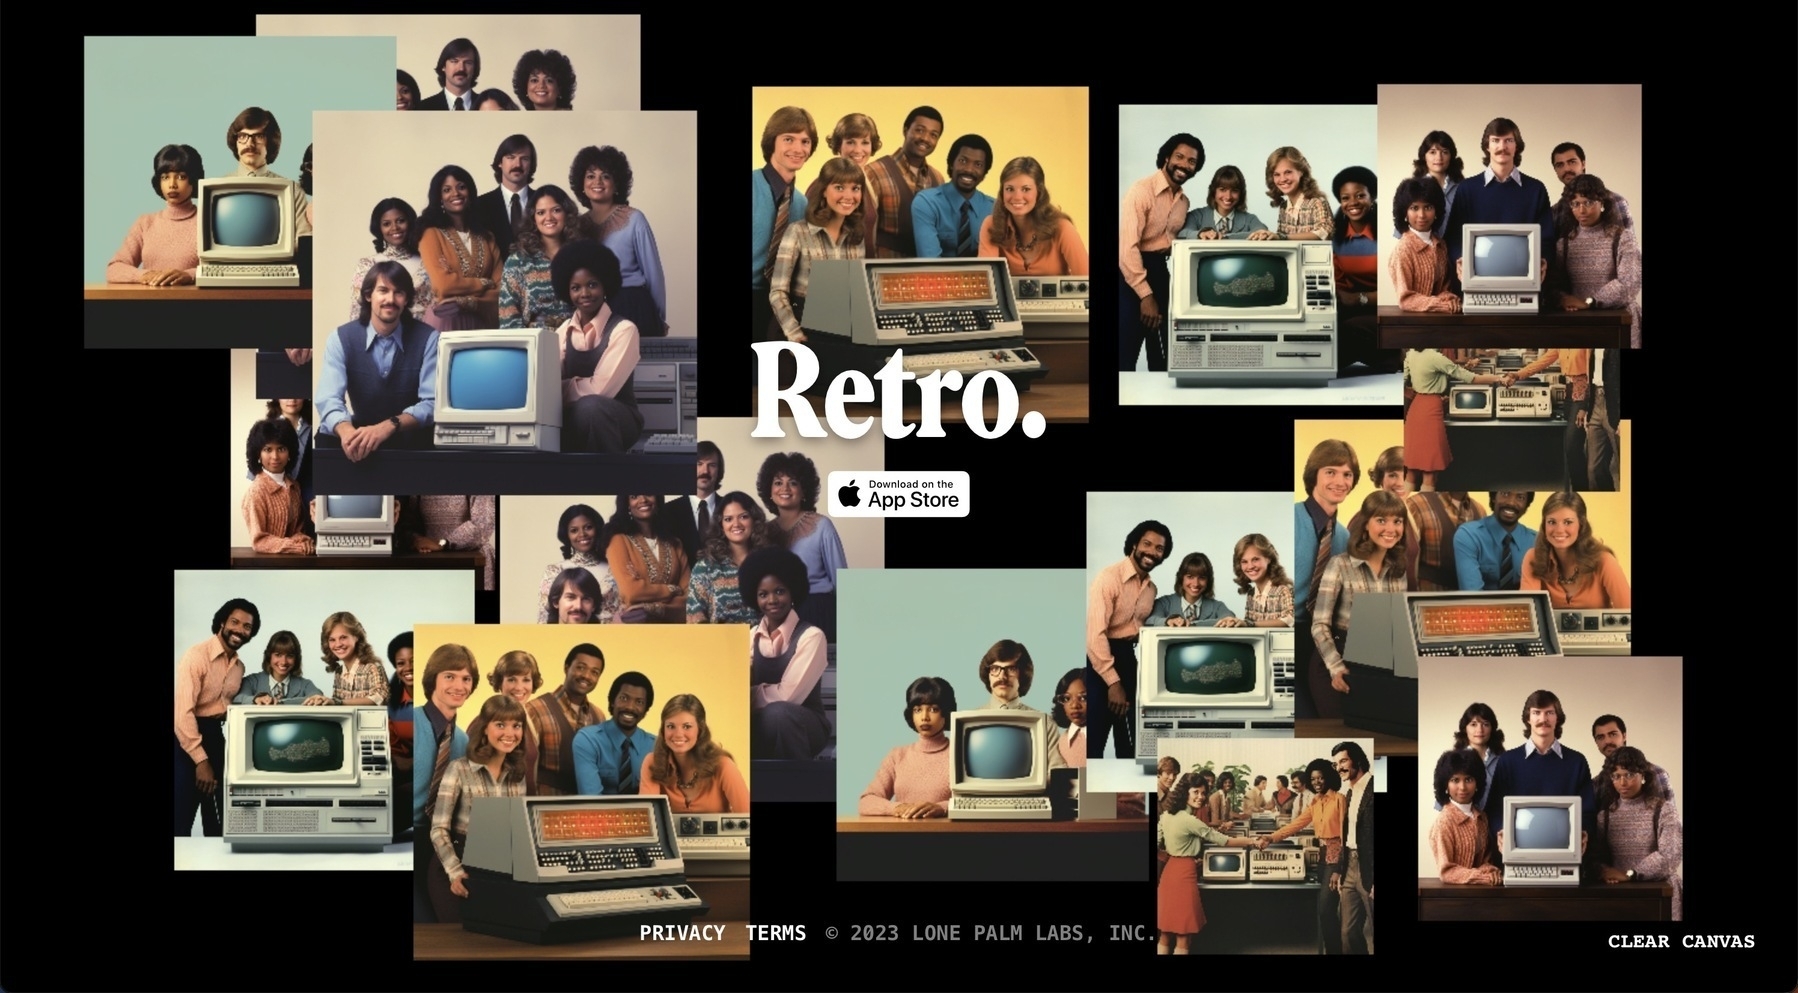 Retro.
Download on the
App Store
PRIVACY TERMS © 2023 LONE PALM LABS, INC.
CLEAR CANVAS